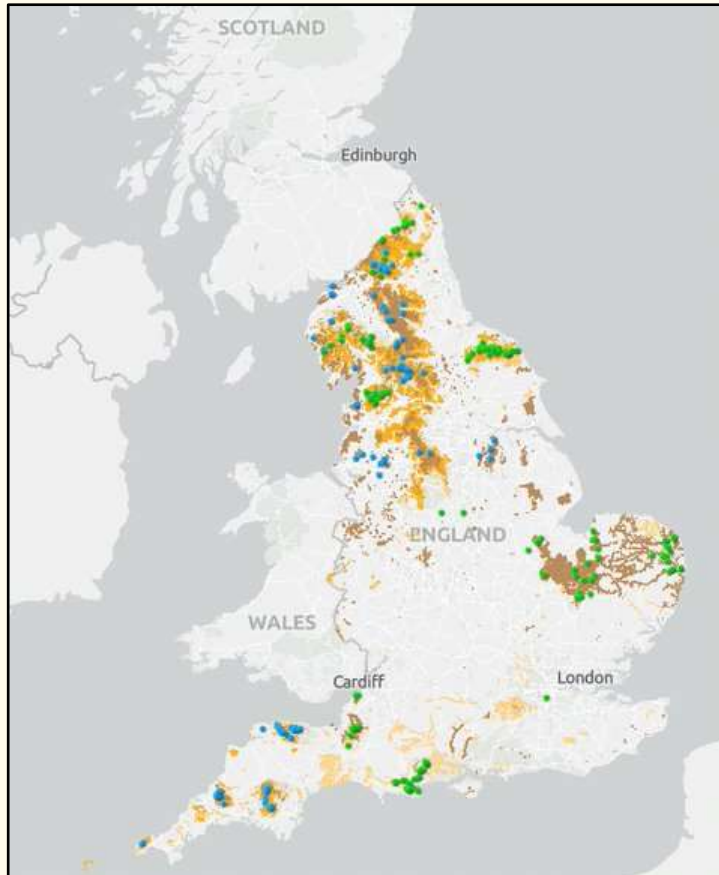 SCOTLAND
Edinburgh
ENGLAND
WALES
Cardiff
London